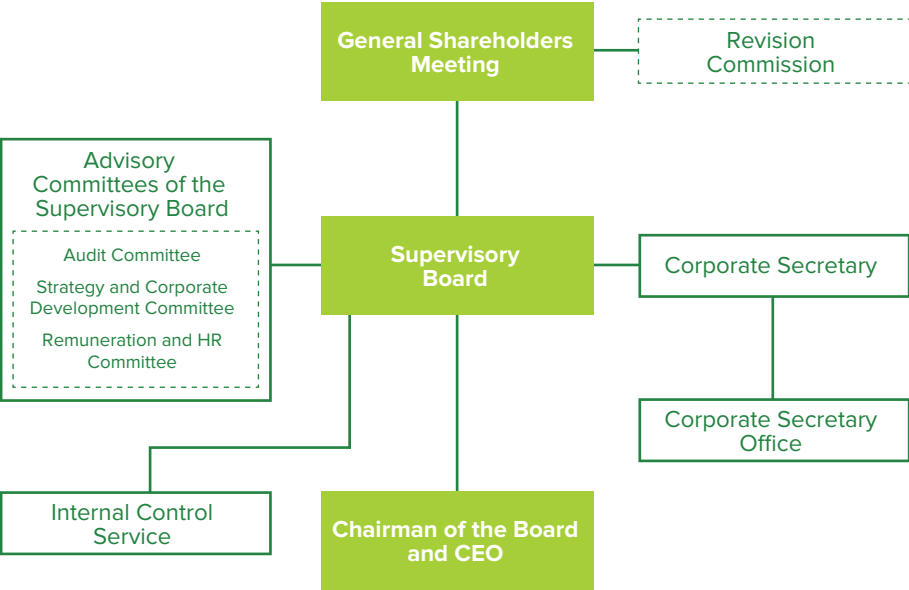 General Shareholders
Meeting
Revision
Commission
Advisory
Committees of the
Supervisory Board
Audit Committee
Strategy and Corporate
Development Committee
Remuneration and HR
Committee
Supervisory
Board
Corporate Secretary
Corporate Secretary
Office
Internal Control
Service
Chairman of the Board
and CEO